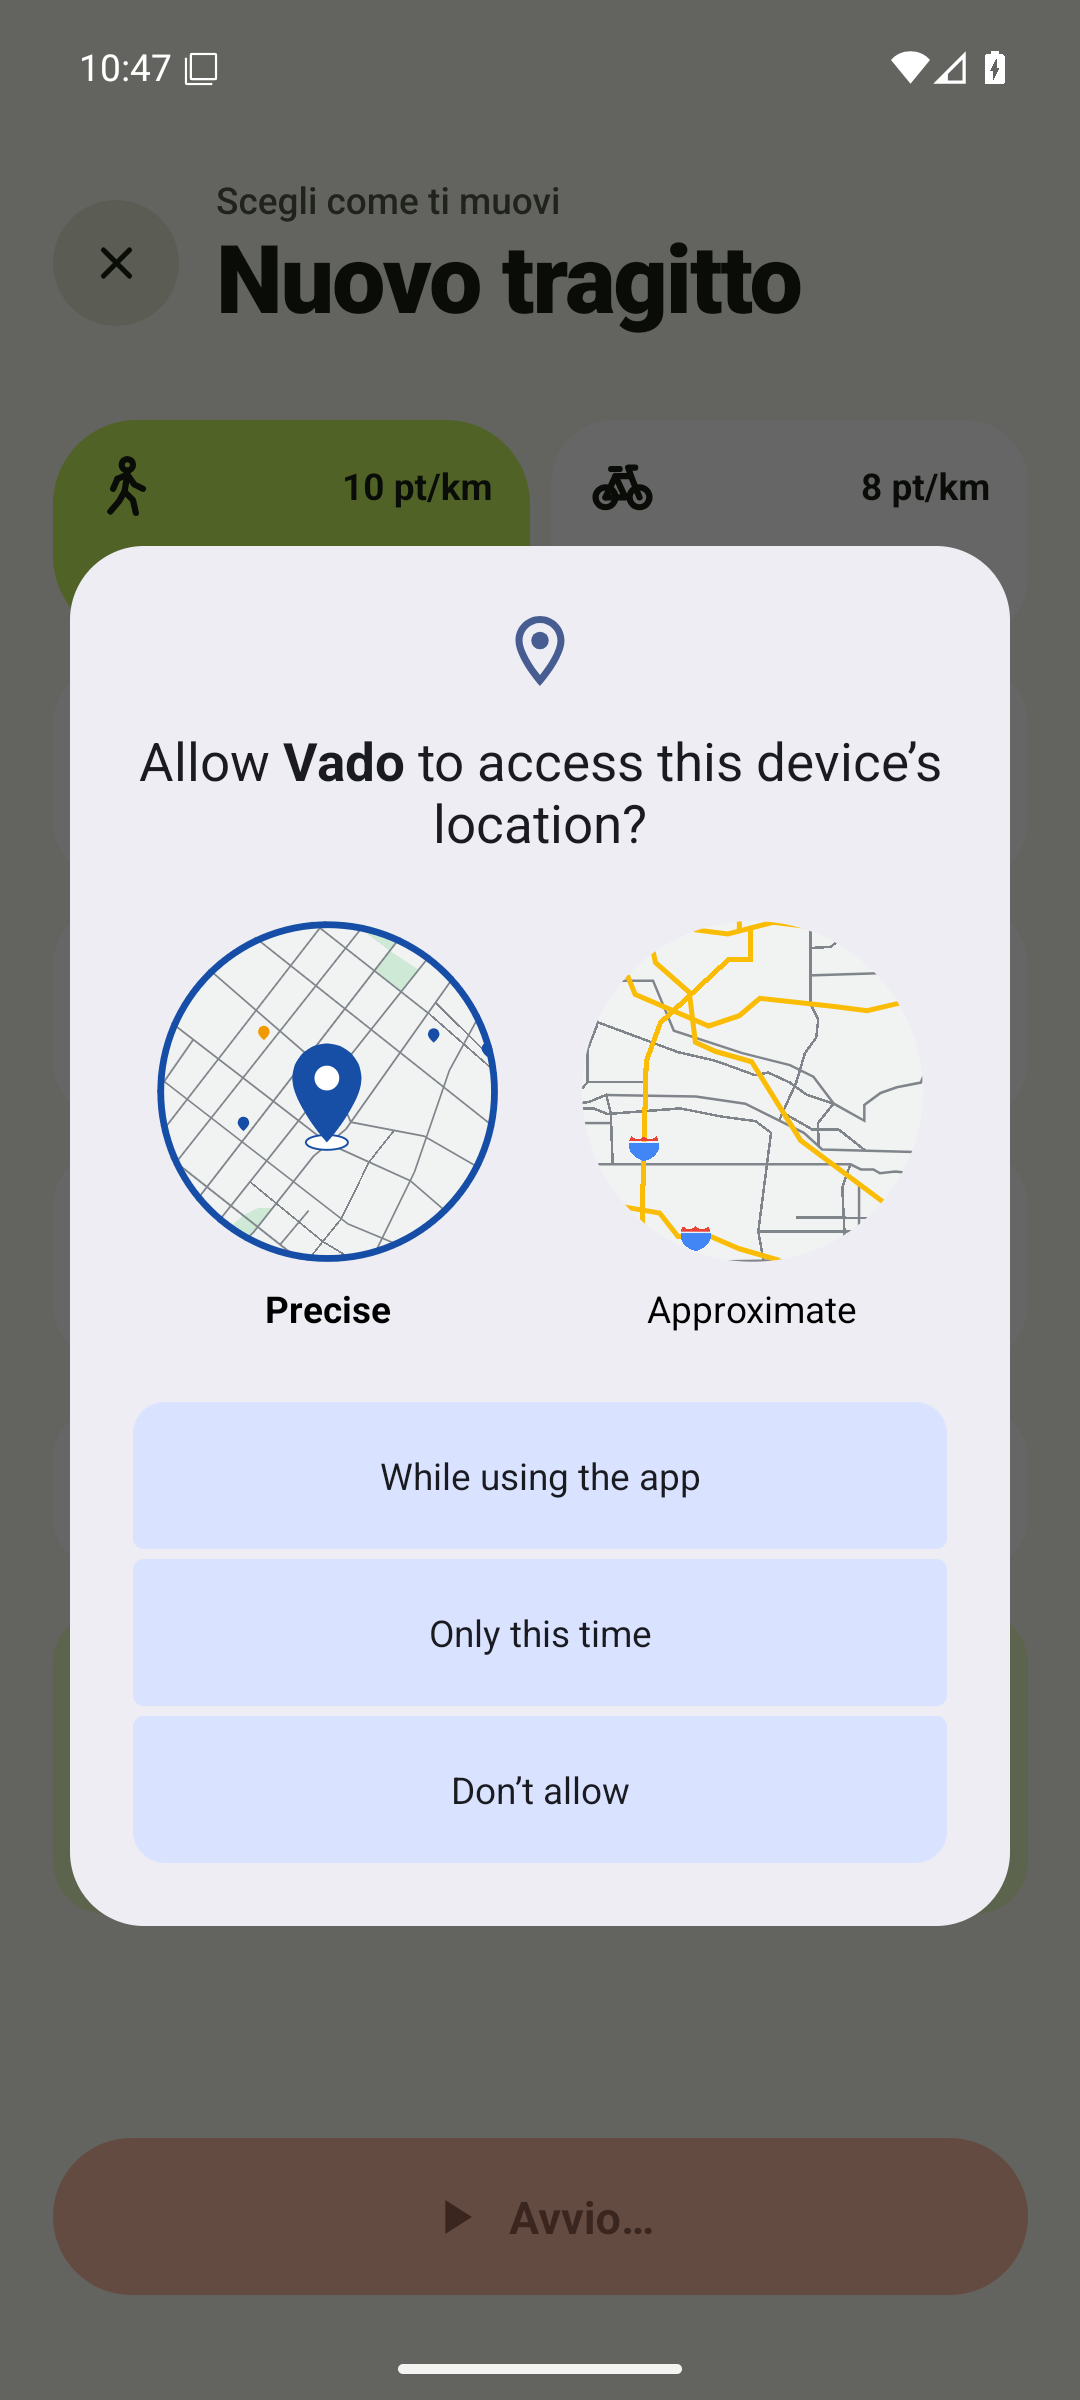 10:47
Scegli come ti muovi
Nuovo tragitto
10 pt/km
8 pt/km
Allow Vado to access this device’s
location?
Precise
Approximate
While using the app
Only this time
Don’t allow
Avvio…